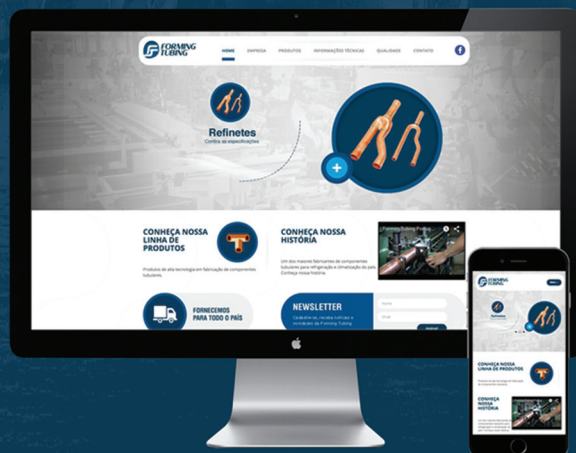 FORMING
TUBING
HOME EMPRESA PRODUTOS INFORMAÇÕES TÉCNICAS QUALIDADE CONTATO
Refinetes
Confira as especificações
CONHEÇA NOSSA
LINHA DE
PRODUTOS
Produtos de alta tecnologia em fabricação de componentes
tubulares.
CONHEÇA NOSSA
HISTÓRIA
Um dos maiores fabricantes de componentes
tubulares para refrigeração e climatização do país.
Conheça nossa história.
Forming Tubing
FORNECEMOS
PARA TODO O PAÍS
NEWSLETTER
Cadastre-se, receba notícias e
novidades da Forming Tubing
Nome
Email
FORMING
TUBING
Refinetes
CONHEÇA NOSSA
LINHA DE PRODUTOS
CONHEÇA
NOSSA
HISTÓRIA